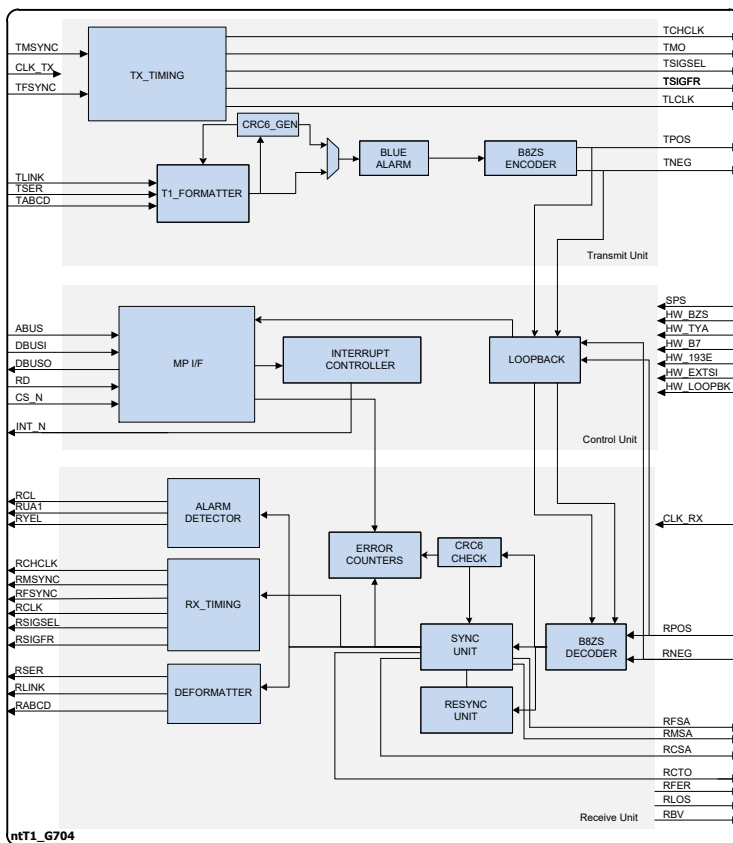 TMSYNC
CLK_TX
TFSYNC
TX_TIMING
TCHCLK
TMO
TSIGSEL
TSIGFR
TLCLK
CRC6_GEN
BLUE
ALARM
B8ZS
ENCODER
TPOS
TNEG
TLINK
TSER
TABCD
T1_FORMATTER
Transmit Unit
ABUS
DBUSI
DBUSO
RD
CS_N
INT_N
MP I/F
INTERRUPT
CONTROLLER
LOOPBACK
SPS
HW_BZS
HW_TYA
HW_B7
HW_193E
HW_EXTSI
HW_LOOPBK
Control Unit
RCL
RUA1
RYEL
ALARM
DETECTOR
ERROR
COUNTERS
CRC6
CHECK
CLK_RX
RCHCLK
RMSYNC
RFSYNC
RCLK
RSIGSEL
RSIGFR
RX_TIMING
SYNC
UNIT
B8ZS
DECODER
RPOS
RNEG
RSER
RLINK
RABCD
DEFORMATTER
RESYNC
UNIT
RFSA
RMSA
RCSA
RCTO
RFER
RLOS
RBV
Receive Unit
ntT1_G704